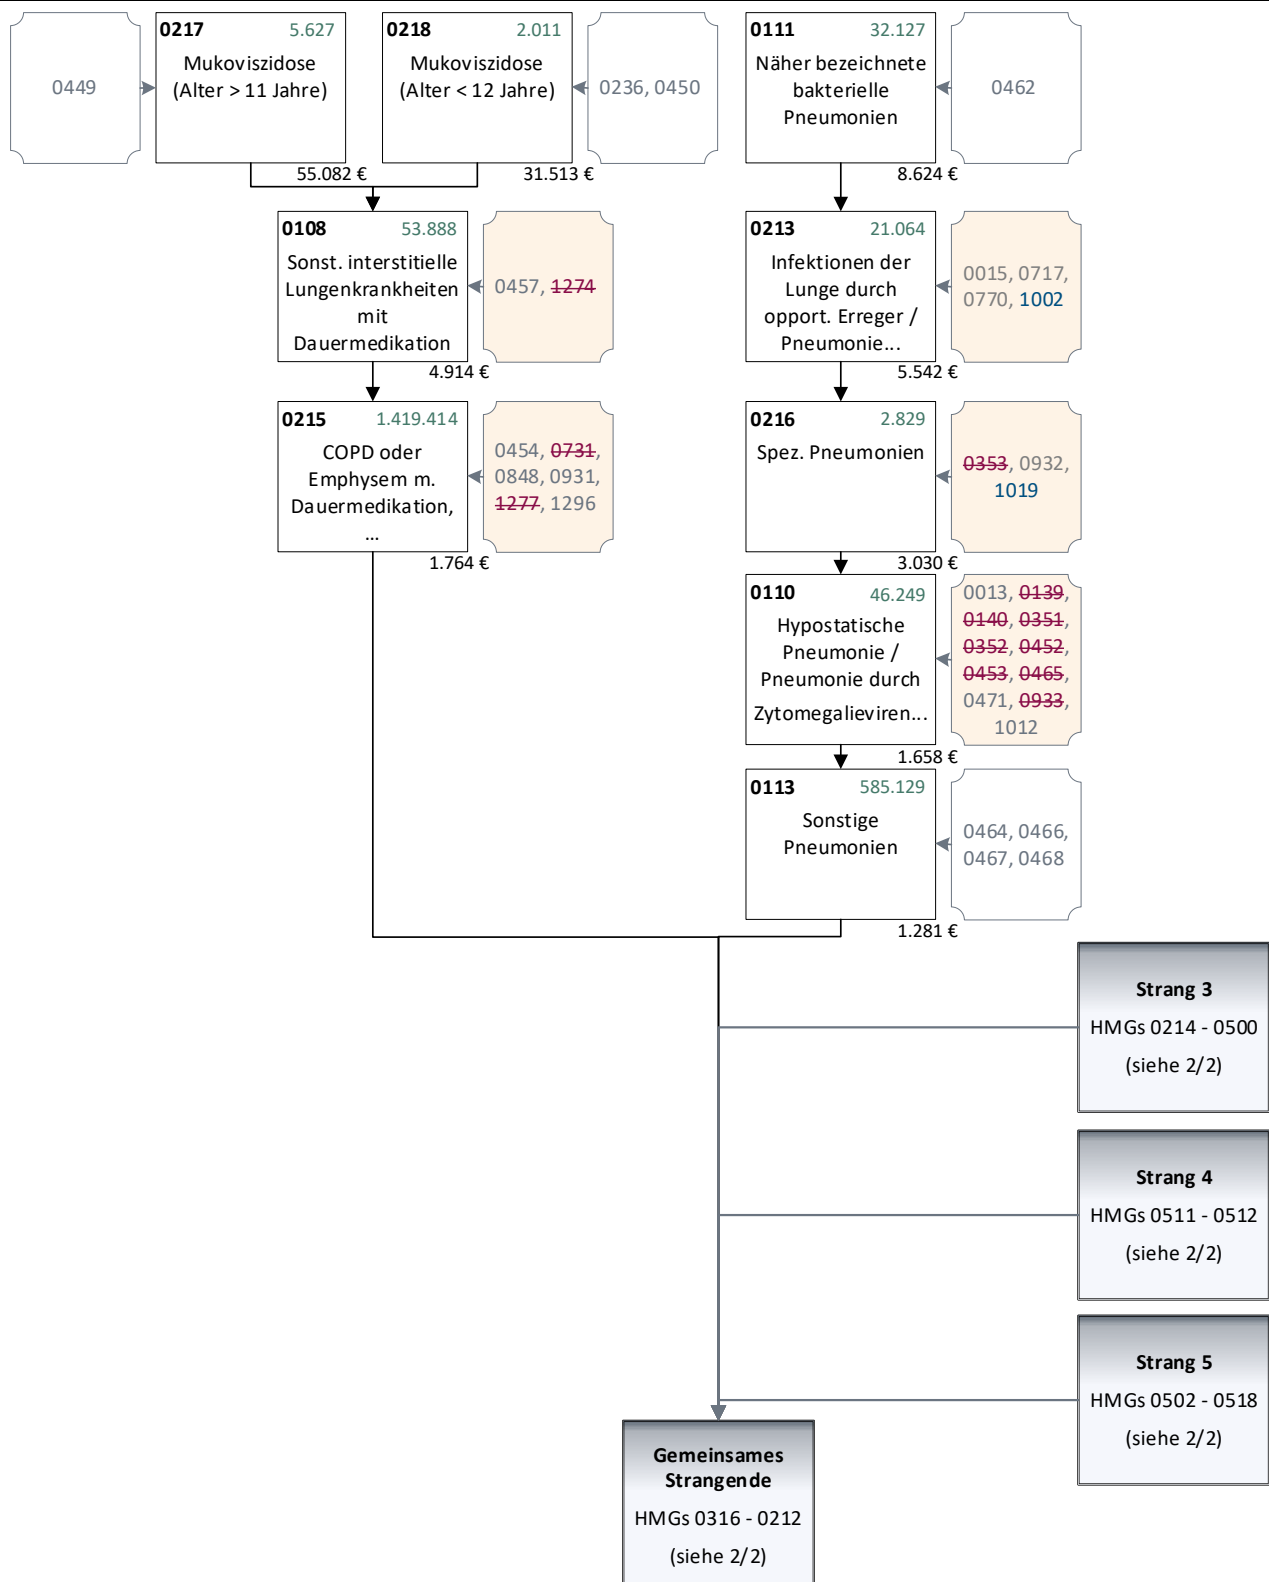 0449
0217 5.627
Mukoviszidose
(Alter > 11 Jahre)
55.082 €
0218 2.011
Mukoviszidose
(Alter < 12 Jahre)
31.513 €
0236, 0450
0111 32.127
Näher bezeichnete
bakterielle
Pneumonien
8.624 €
0462
0108 53.888
Sonst. interstitielle
Lungenkrankheiten
mit
Dauermedikation
4.914 €
0457, 1274
0213 21.064
Infektionen der
Lunge durch
opport. Erreger /
Pneumonie...
5.542 €
0015, 0717,
0770, 1002
0215 1.419.414
COPD oder
Emphysem m.
Dauermedikation,
...
1.764 €
0454, 0731,
0848, 0931,
1277, 1296
0216 2.829
Spez. Pneumonien
3.030 €
0353, 0932,
1019
0110 46.249
Hypostatische
Pneumonie /
Pneumonie durch
Zytomegalieviren...
1.658 €
0013, 0139,
0140, 0351,
0352, 0452,
0453, 0465,
0471, 0933,
1012
0113 585.129
Sonstige
Pneumonien
1.281 €
0464, 0466,
0467, 0468
Strang 3
HMGs 0214 - 0500
(siehe 2/2)
Strang 4
HMGs 0511 - 0512
(siehe 2/2)
Strang 5
HMGs 0502 - 0518
(siehe 2/2)
Gemeinsames
Strangende
HMGs 0316 - 0212
(siehe 2/2)